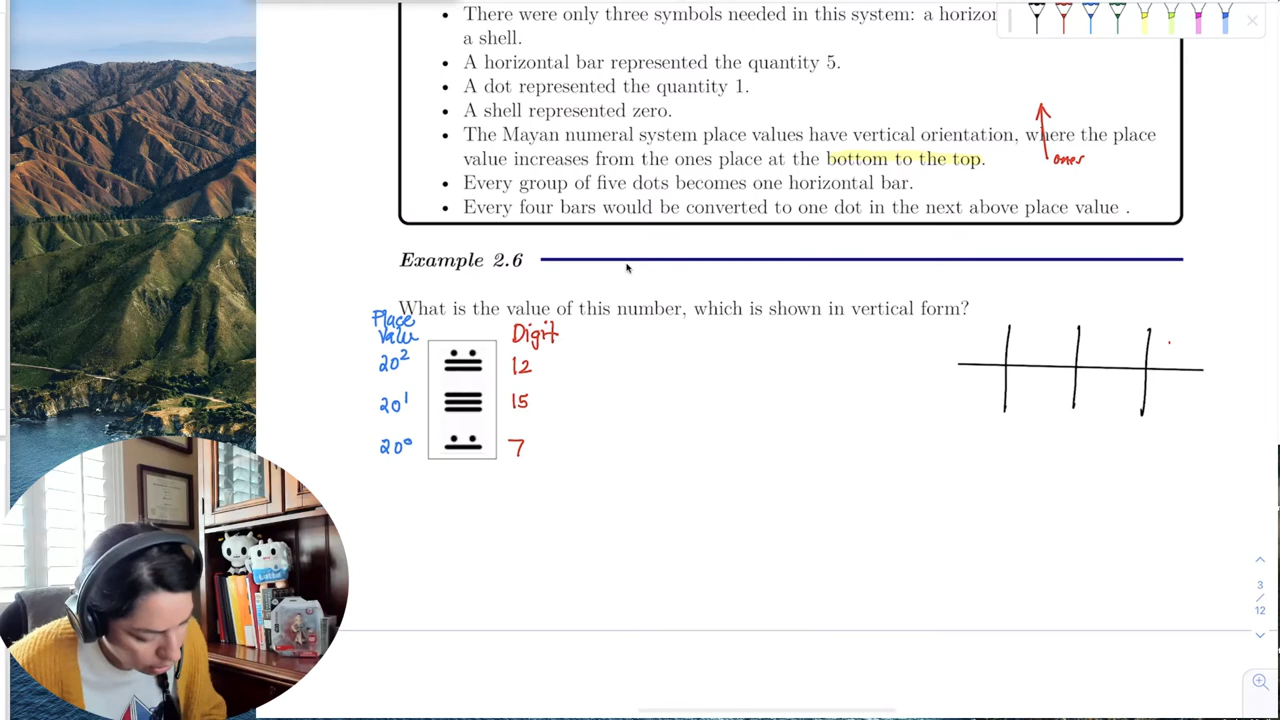 There were only three symbols needed in this system: a horizon
a shell.
A horizontal bar represented the quantity 5.
A dot represented the quantity 1.
A shell represented zero.
The Mayan numeral system place values have vertical orientation, where the place
value increases from the ones place at the bottom to the top.
ones
Every group of five dots becomes one horizontal bar.
Every four bars would be converted to one dot in the next above place value .
Example 2.6
What is the value of this number, which is shown in vertical form?
Place
Value
Digit
20²
12
20¹
15
20⁰
7
3
/
12